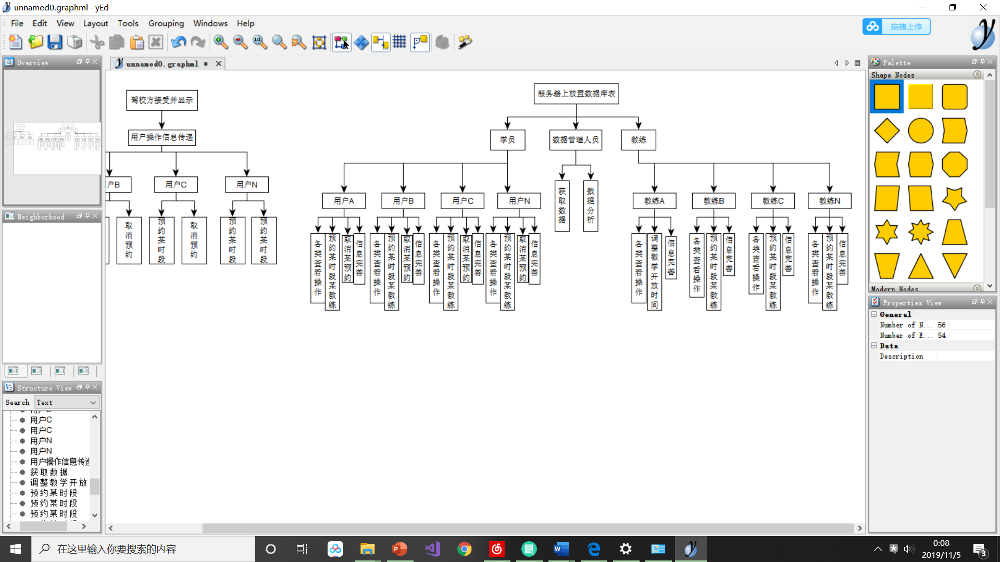 unnamed0.graphml - yEd
File Edit View Layout Tools Grouping Windows Help
拖拽上传
Overview
unnamed0.graphml *
Palette
Shape Nodes
Modern Nodes
Neighborhood
Structure View
Search Text
用户C
用户C
用户N
用户N
用户操作信息传递
获取数据
调整教学开放
预约某时段
预约某时段
预约某时段
驾校方接受并显示
用户操作信息传递
户B
用户C
用户N
取消预约
预约某时段
取消预约
预约某时段
预约某时段
服务器上放置数据库表
学员
数据管理人员
教练
用户A
用户B
用户C
用户N
获取数据
数据分析
教练A
教练B
教练C
教练N
各类查看操作
预约某时段某教练
取消某预约
信息完善
各类查看操作
预约某时段某教练
取消某预约
信息完善
各类查看操作
预约某时段某教练
取消某预约
信息完善
各类查看操作
预约某时段某教练
取消某预约
信息完善
各类查看操作
调整教学开放时间
信息完善
各类查看操作
预约某时段某教练
信息完善
各类查看操作
预约某时段某教练
信息完善
各类查看操作
预约某时段某教练
信息完善
Properties View
General
Number of N... 56
Number of E... 54
Data
Description
在这里输入你要搜索的内容
0:08
2019/11/5
3